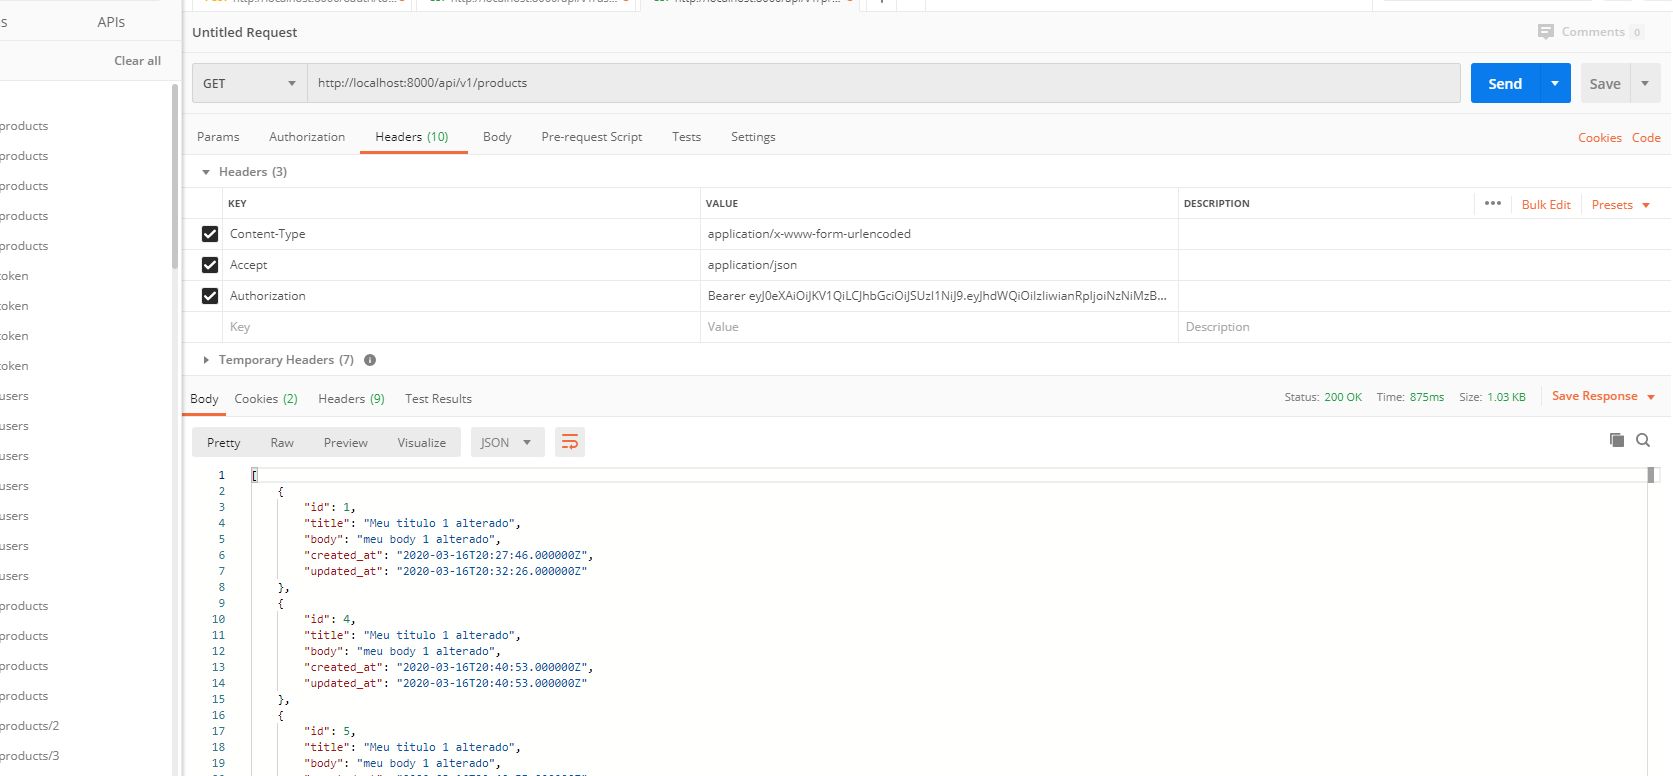 APIs
Clear all
products
products
products
products
products
token
token
token
token
users
users
users
users
users
users
users
products
products
products
products
products/2
products/3
Untitled Request
Comments 0
GET http://localhost:8000/api/v1/products Send Save
Params Authorization Headers (10) Body Pre-request Script Tests Settings Cookies Code
Headers (3)
KEY VALUE DESCRIPTION ••• Bulk Edit Presets
Content-Type application/x-www-form-urlencoded
Accept application/json
Authorization Bearer eyJ0eXAiOiJKV1QiLCJhbGciOiJSUzI1NiJ9.eyJhdWQiOiIzIiwianRpIjoiNzNiMzB...
Key Value Description
Temporary Headers (7)
Body Cookies (2) Headers (9) Test Results Status: 200 OK Time: 875ms Size: 1.03 KB Save Response
Pretty Raw Preview Visualize JSON
1 [
2 {
3 "id": 1,
4 "title": "Meu titulo 1 alterado",
5 "body": "meu body 1 alterado",
6 "created_at": "2020-03-16T20:27:46.000000Z",
7 "updated_at": "2020-03-16T20:32:26.000000Z"
8 },
9 {
10 "id": 4,
11 "title": "Meu titulo 1 alterado",
12 "body": "meu body 1 alterado",
13 "created_at": "2020-03-16T20:40:53.000000Z",
14 "updated_at": "2020-03-16T20:40:53.000000Z"
15 },
16 {
17 "id": 5,
18 "title": "Meu titulo 1 alterado",
19 "body": "meu body 1 alterado",